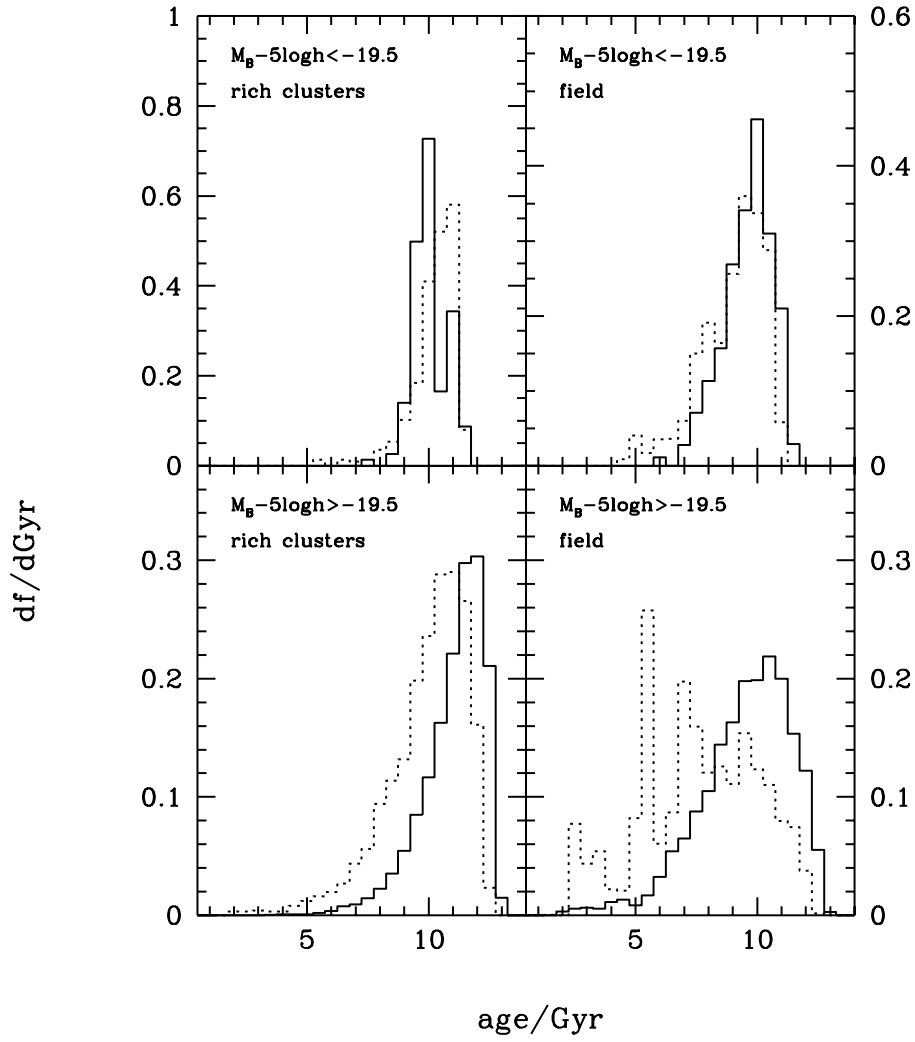 1
0.8
0.6
0.4
0.2
0
M_B−5logh<−19.5
rich clusters
M_B−5logh<−19.5
field
0.6
0.4
0.2
0
df/dGyr
0.3
0.2
0.1
0
M_B−5logh>−19.5
rich clusters
M_B−5logh>−19.5
field
0.3
0.2
0.1
0
5 10 5 10
age/Gyr